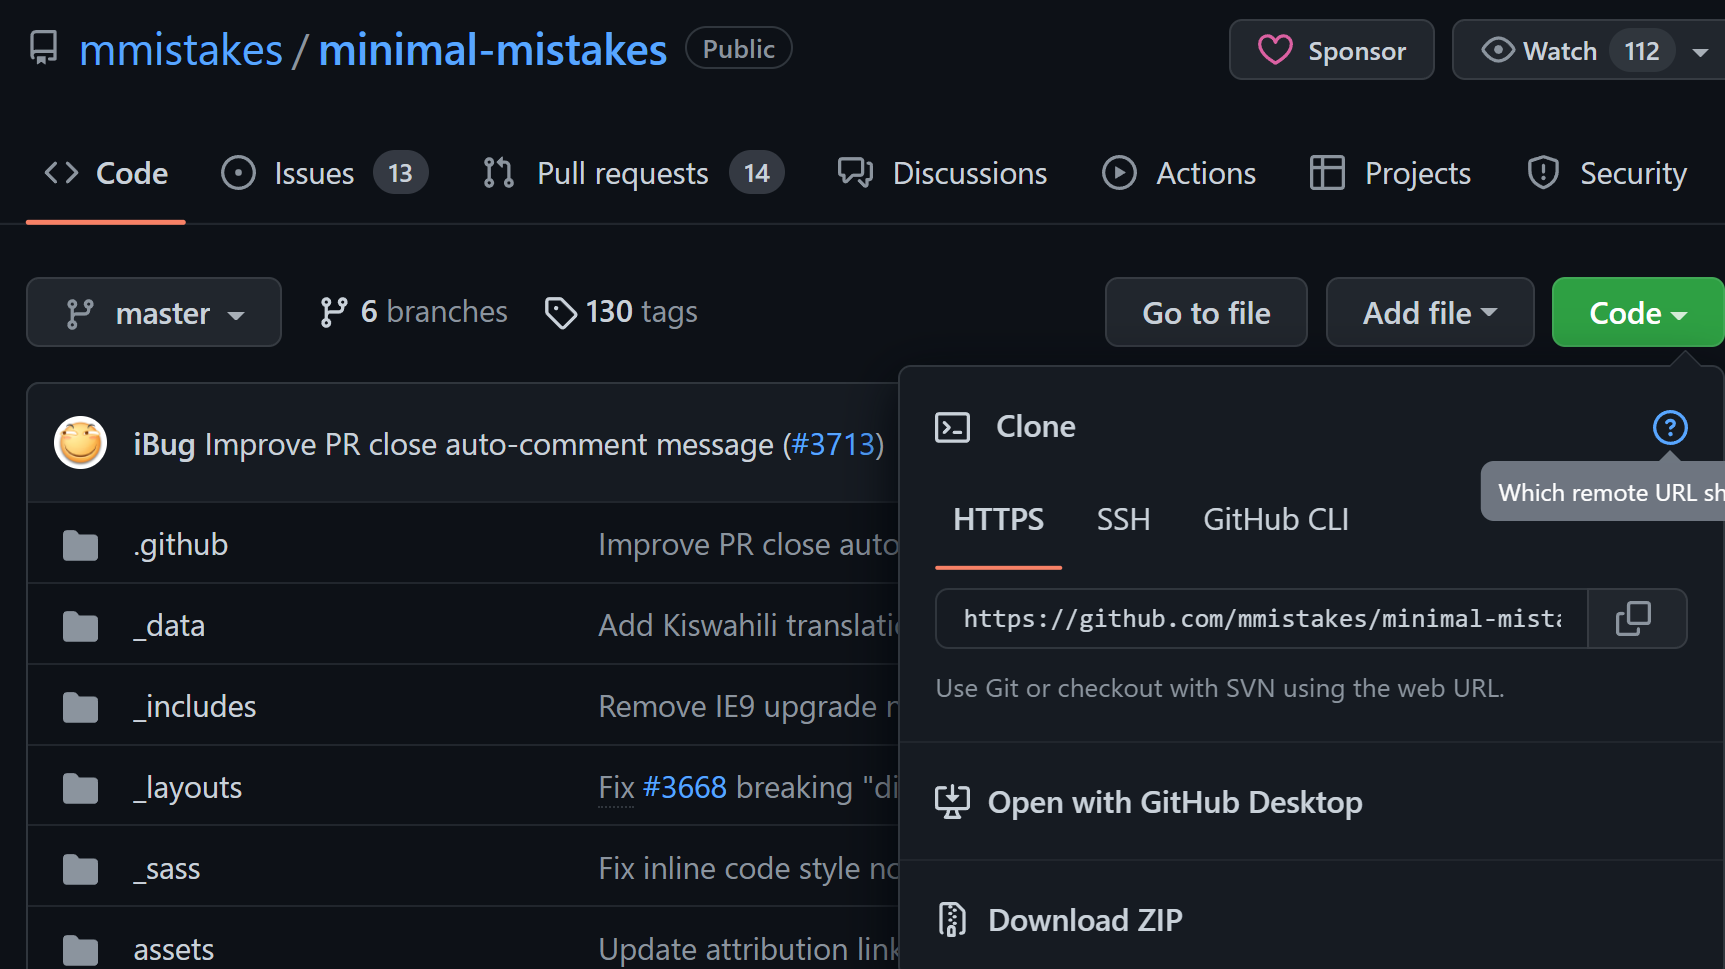 mmistakes / minimal-mistakes Public Sponsor Watch 112
Code Issues 13 Pull requests 14 Discussions Actions Projects Security
master 6 branches 130 tags Go to file Add file Code
iBug Improve PR close auto-comment message (#3713)
Clone
Which remote URL sh
HTTPS SSH GitHub CLI
https://github.com/mmistakes/minimal-mista
Use Git or checkout with SVN using the web URL.
Open with GitHub Desktop
Download ZIP
.github Improve PR close auto
_data Add Kiswahili translati
_includes Remove IE9 upgrade
_layouts Fix #3668 breaking "di
_sass Fix inline code style
assets Update attribution link